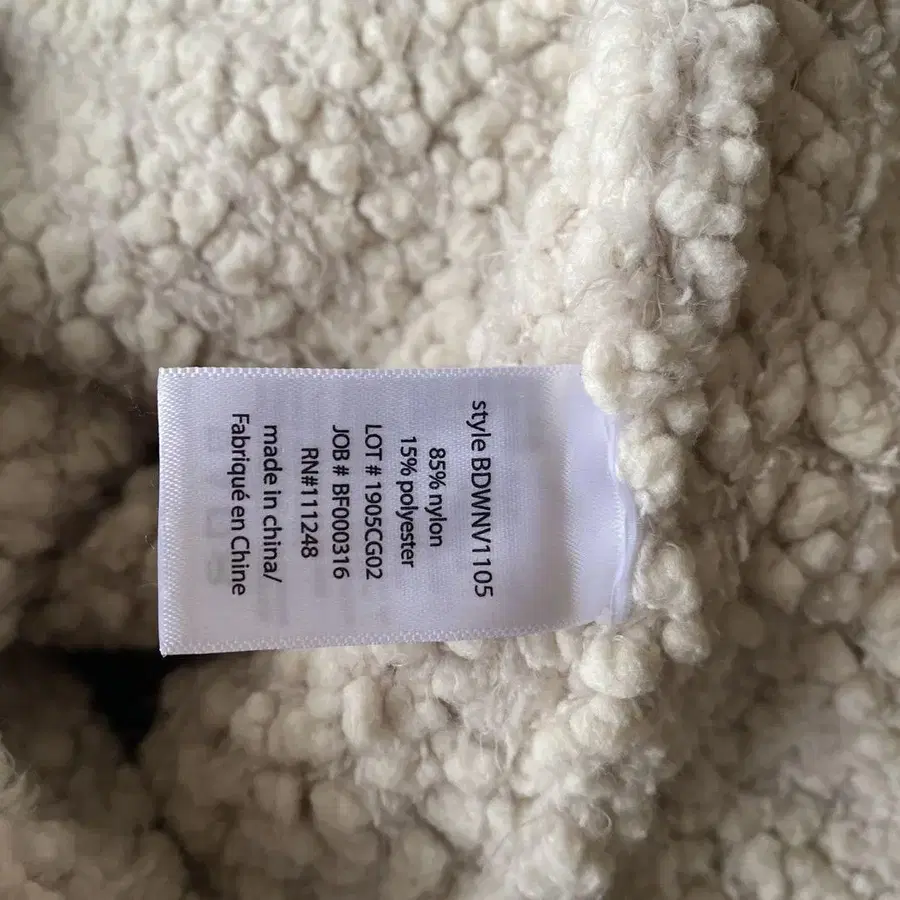 style BDWNV1105
85% nylon
15% polyester
LOT # 1905CG02
JOB # BF000316
RN#111248
made in china/
Fabriqué en Chine